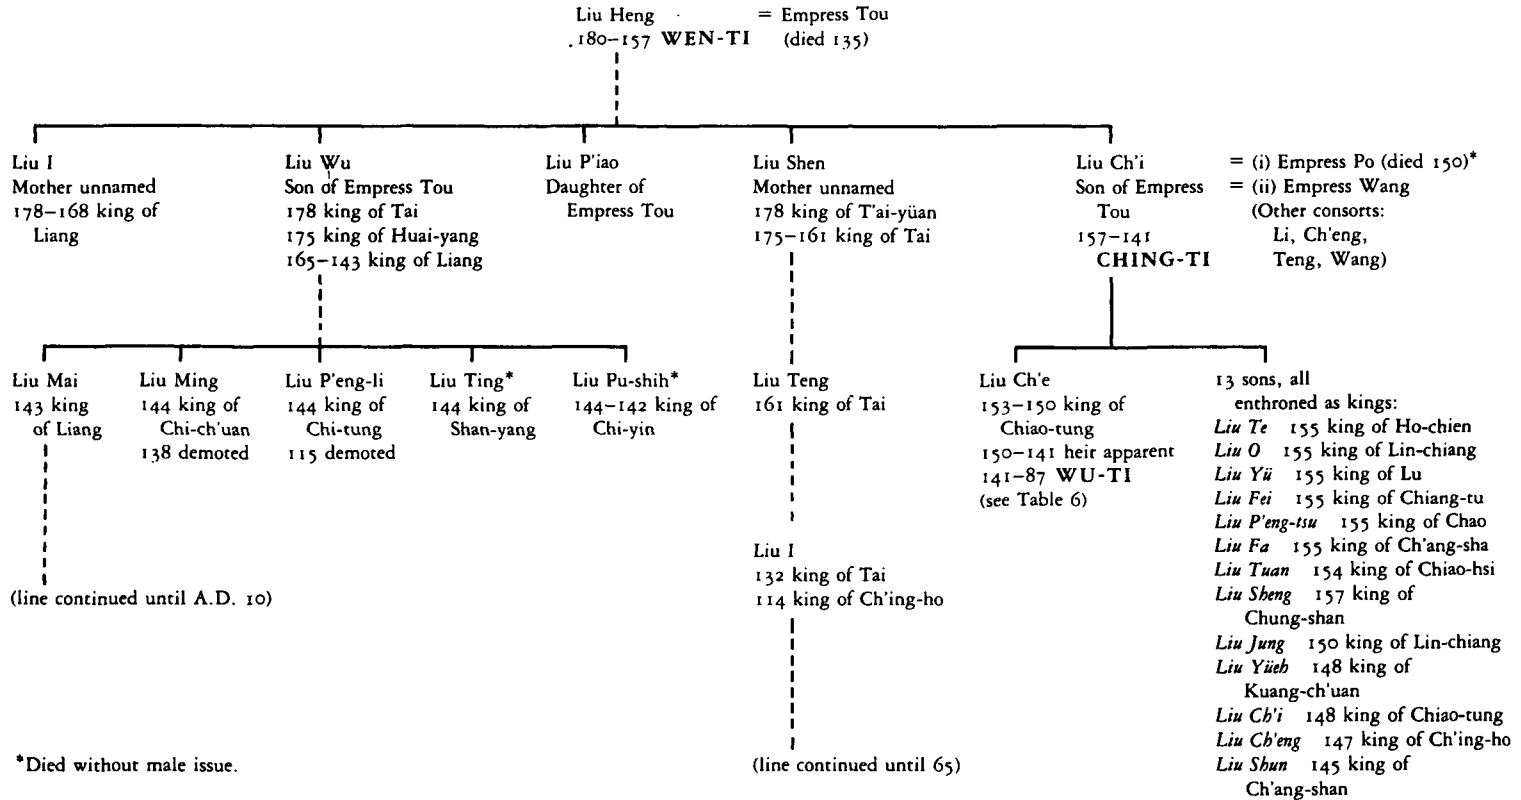 Liu Heng = Empress Tou
180–157 WEN-TI (died 135)
Liu I
Mother unnamed
178–168 king of
Liang
Liu Wu
Son of Empress Tou
178 king of Tai
175 king of Huai-yang
165–143 king of Liang
Liu P'iao
Daughter of
Empress Tou
Liu Shen
Mother unnamed
178 king of T'ai-yüan
175–161 king of Tai
Liu Ch'i
Son of Empress
Tou
157–141
CHING-TI
= (i) Empress Po (died 150)*
= (ii) Empress Wang
(Other consorts:
Li, Ch'eng,
Teng, Wang)
Liu Mai
143 king
of Liang
(line continued until A.D. 10)
Liu Ming
144 king of
Chi-ch'uan
138 demoted
Liu P'eng-li
144 king of
Chi-tung
115 demoted
Liu Ting*
144 king of
Shan-yang
Liu Pu-shih*
144–142 king of
Chi-yin
Liu Teng
161 king of Tai
Liu I
132 king of Tai
114 king of Ch'ing-ho
(line continued until 65)
Liu Ch'e
153–150 king of
Chiao-tung
150–141 heir apparent
141–87 WU-TI
(see Table 6)
13 sons, all
enthroned as kings:
Liu Te 155 king of Ho-chien
Liu O 155 king of Lin-chiang
Liu Yü 155 king of Lu
Liu Fei 155 king of Chiang-tu
Liu P'eng-tsu 155 king of Chao
Liu Fa 155 king of Ch'ang-sha
Liu Tuan 154 king of Chiao-hsi
Liu Sheng 157 king of
Chung-shan
Liu Jung 150 king of Lin-chiang
Liu Yüeh 148 king of
Kuang-ch'uan
Liu Ch'i 148 king of Chiao-tung
Liu Ch'eng 147 king of Ch'ing-ho
Liu Shun 145 king of
Ch'ang-shan
*Died without male issue.